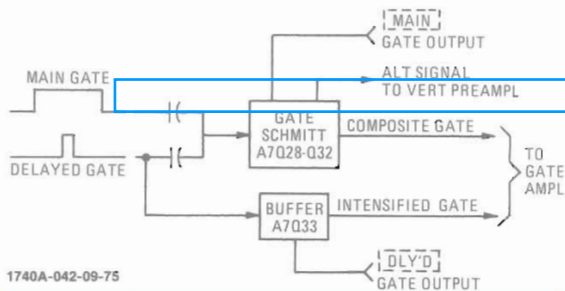 MAIN
GATE OUTPUT
MAIN GATE
ALT SIGNAL
TO VERT PREAMPL
GATE
SCHMITT
A7Q28-Q32
COMPOSITE GATE
TO
GATE
AMPL
DELAYED GATE
BUFFER
A7Q33
INTENSIFIED GATE
DLY'D
GATE OUTPUT
1740A-042-09-75